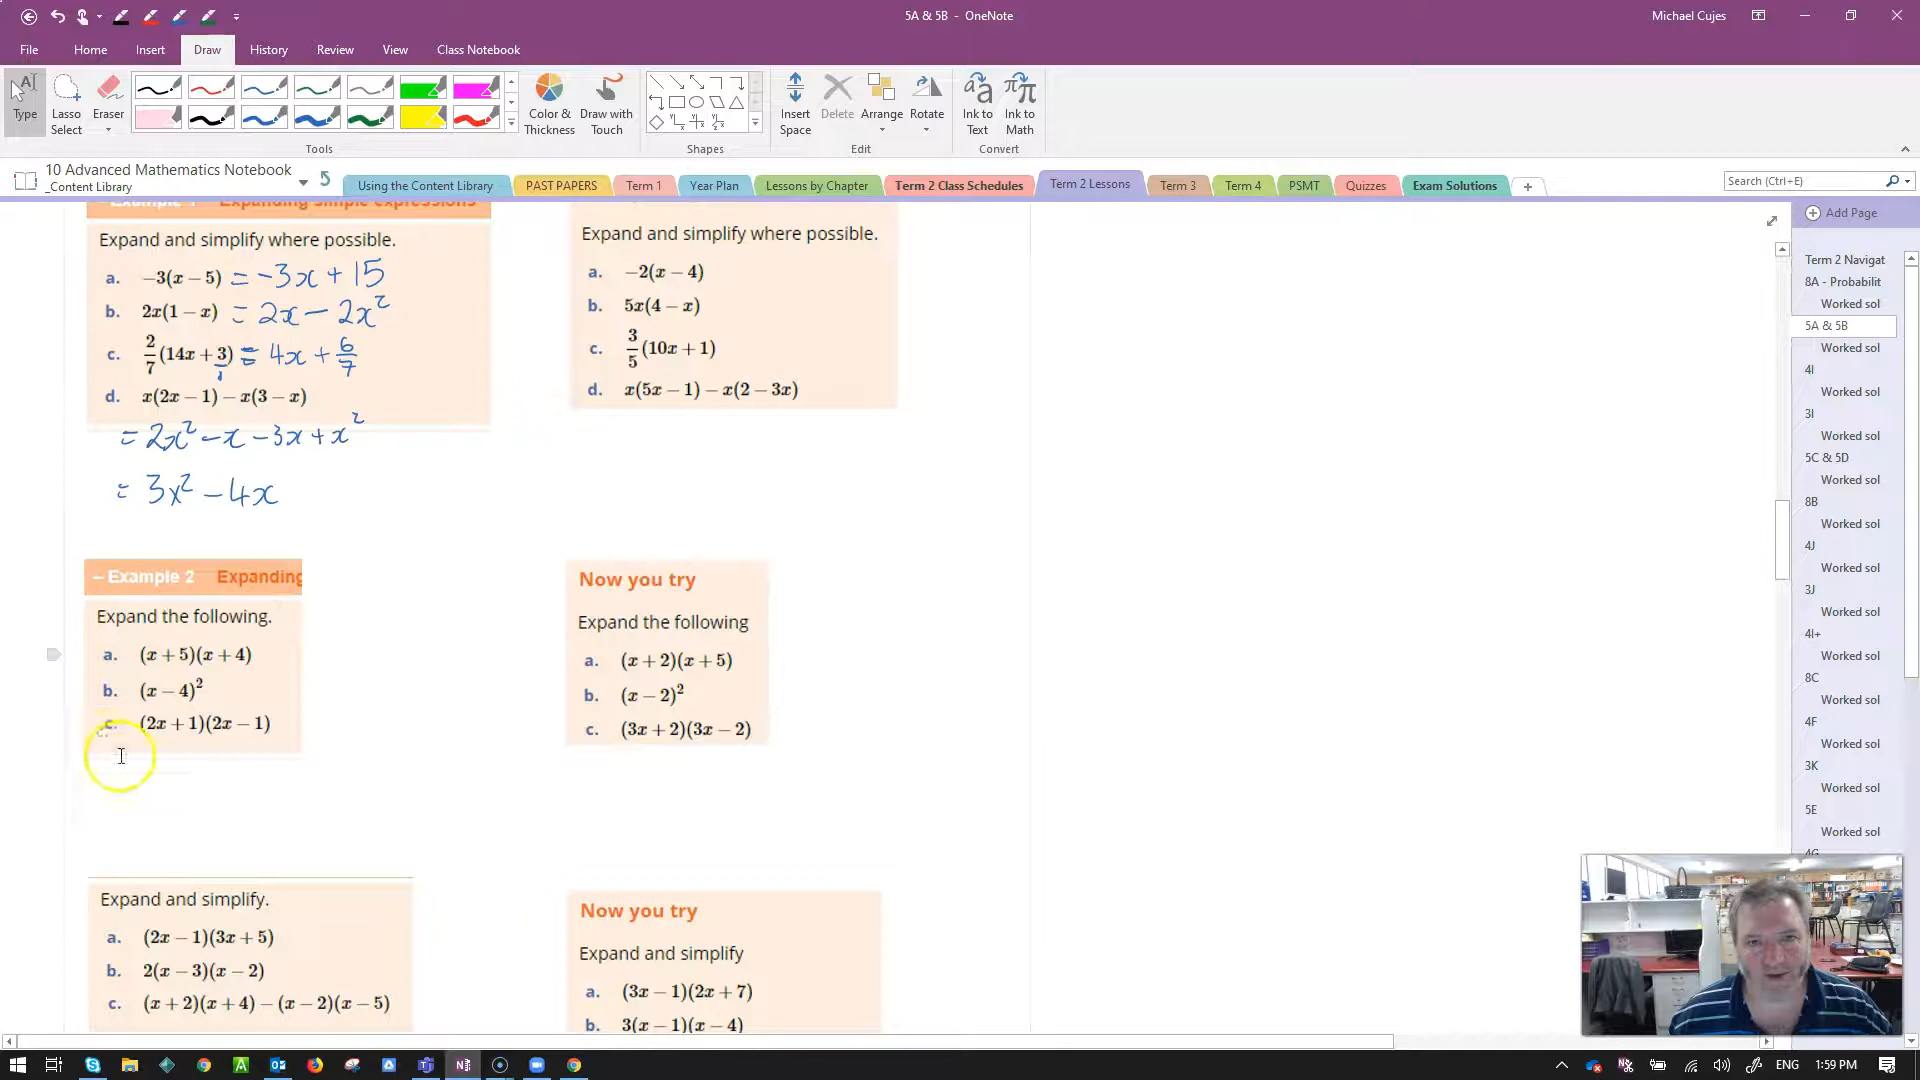 5A & 5B - OneNote
Michael Cujes
File Home Insert Draw History Review View Class Notebook
Type
Lasso Select
Eraser
Color & Thickness
Draw with Touch
Insert Space
Delete
Arrange
Rotate
Ink to Text
Ink to Math
Tools
Shapes
Edit
Convert
10 Advanced Mathematics Notebook
_Content Library
Using the Content Library
PAST PAPERS
Term 1
Year Plan
Lessons by Chapter
Term 2 Class Schedules
Term 2 Lessons
Term 3
Term 4
PSMT
Quizzes
Exam Solutions
Search (Ctrl+E)
Add Page
– Example 1 Expanding simple expressions
Expand and simplify where possible.
a. −3(x − 5) = −3x + 15
b. 2x(1 − x) = 2x − 2x²
c. 2/7(14x + 3) = 4x + 6/7
1
d. x(2x − 1) − x(3 − x)
= 2x² − x − 3x + x²
= 3x² − 4x
Expand and simplify where possible.
a. −2(x − 4)
b. 5x(4 − x)
c. 3/5(10x + 1)
d. x(5x − 1) − x(2 − 3x)
– Example 2 Expanding
Expand the following.
a. (x + 5)(x + 4)
b. (x − 4)²
c. (2x + 1)(2x − 1)
Now you try
Expand the following
a. (x + 2)(x + 5)
b. (x − 2)²
c. (3x + 2)(3x − 2)
Expand and simplify.
a. (2x − 1)(3x + 5)
b. 2(x − 3)(x − 2)
c. (x + 2)(x + 4) − (x − 2)(x − 5)
Now you try
Expand and simplify
a. (3x − 1)(2x + 7)
b. 3(x − 1)(x − 4)
Term 2 Navigat
8A - Probabilit
Worked sol
5A & 5B
Worked sol
4I
Worked sol
3I
Worked sol
5C & 5D
Worked sol
8B
Worked sol
4J
Worked sol
3J
Worked sol
4I+
Worked sol
8C
Worked sol
4F
Worked sol
3K
Worked sol
5E
Worked sol
4G
ENG
1:59 PM